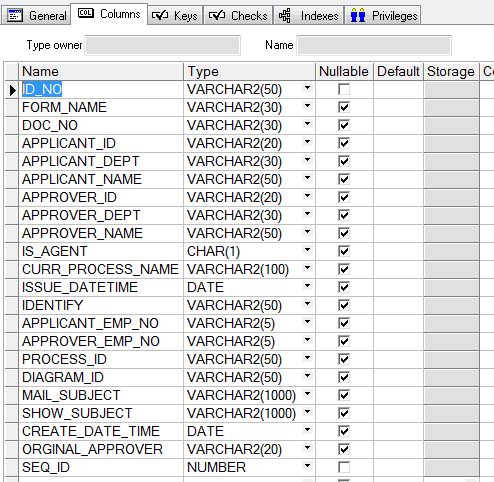 General Columns Keys Checks Indexes Privileges
Type owner Name
Name Type Nullable Default Storage Co
ID_NO VARCHAR2(50)
FORM_NAME VARCHAR2(30)
DOC_NO VARCHAR2(30)
APPLICANT_ID VARCHAR2(20)
APPLICANT_DEPT VARCHAR2(30)
APPLICANT_NAME VARCHAR2(50)
APPROVER_ID VARCHAR2(20)
APPROVER_DEPT VARCHAR2(30)
APPROVER_NAME VARCHAR2(50)
IS_AGENT CHAR(1)
CURR_PROCESS_NAME VARCHAR2(100)
ISSUE_DATETIME DATE
IDENTIFY VARCHAR2(50)
APPLICANT_EMP_NO VARCHAR2(5)
APPROVER_EMP_NO VARCHAR2(5)
PROCESS_ID VARCHAR2(50)
DIAGRAM_ID VARCHAR2(50)
MAIL_SUBJECT VARCHAR2(1000)
SHOW_SUBJECT VARCHAR2(1000)
CREATE_DATE_TIME DATE
ORGINAL_APPROVER VARCHAR2(20)
SEQ_ID NUMBER